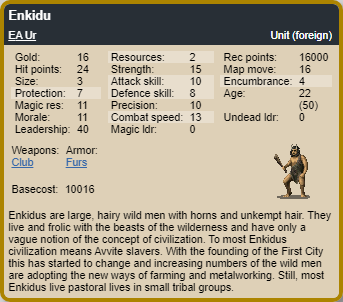 Enkidu
EA Ur Unit (foreign)
Gold: 16 Resources: 2 Rec points: 16000
Hit points: 24 Strength: 15 Map move: 16
Size: 3 Attack skill: 10 Encumbrance: 4
Protection: 7 Defence skill: 8 Age: 22
Magic res: 11 Precision: 10 (50)
Morale: 11 Combat speed: 13 Undead ldr: 0
Leadership: 40 Magic ldr: 0
Weapons: Armor:
Club Furs
Basecost: 10016
Enkidus are large, hairy wild men with horns and unkempt hair. They
live and frolic with the beasts of the wilderness and have only a
vague notion of the concept of civilization. To most Enkidus
civilization means Avvite slavers. With the founding of the First City
this has started to change and increasing numbers of the wild men
are adopting the new ways of farming and metalworking. Still, most
Enkidus live pastoral lives in small tribal groups.